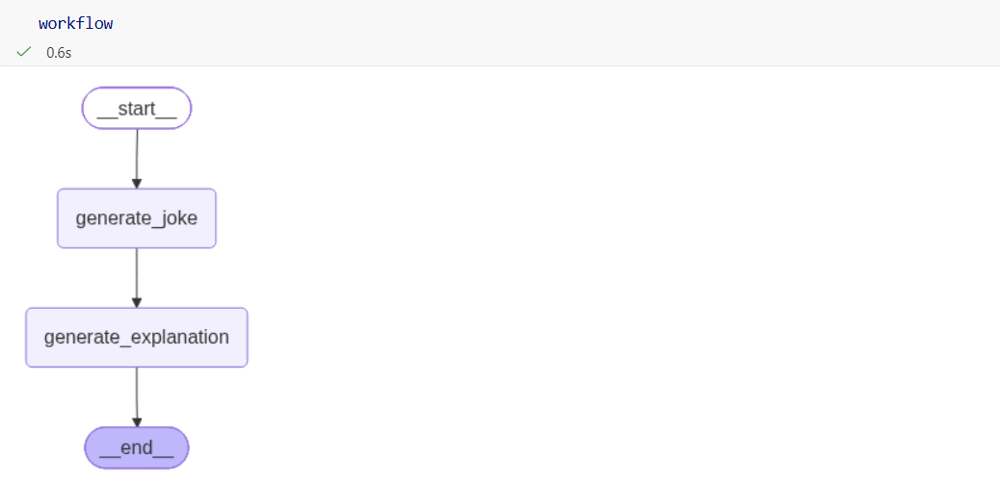 workflow
0.6s
__start__
generate_joke
generate_explanation
__end__